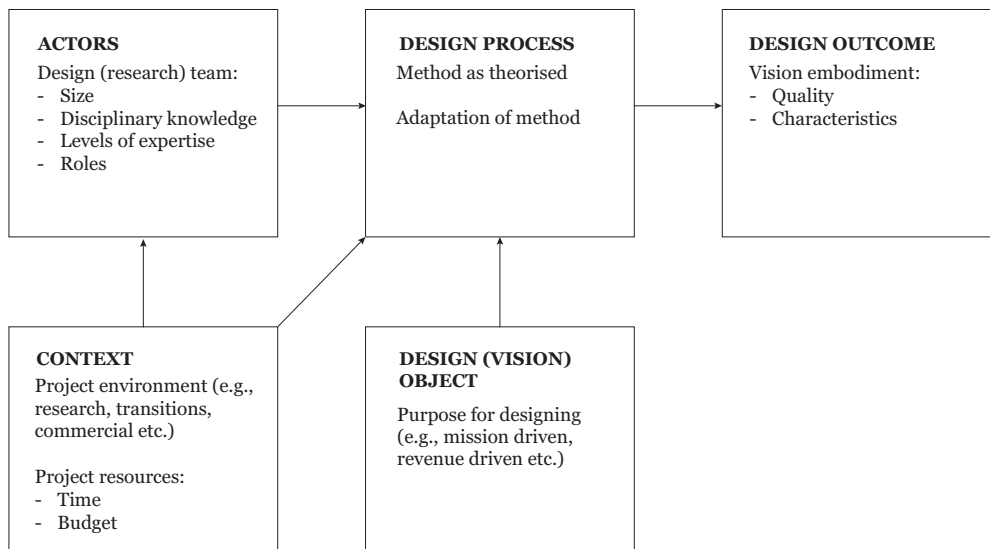 ACTORS
Design (research) team:
- Size
- Disciplinary knowledge
- Levels of expertise
- Roles
DESIGN PROCESS
Method as theorised
Adaptation of method
DESIGN OUTCOME
Vision embodiment:
- Quality
- Characteristics
CONTEXT
Project environment (e.g.,
research, transitions,
commercial etc.)
Project resources:
- Time
- Budget
DESIGN (VISION)
OBJECT
Purpose for designing
(e.g., mission driven,
revenue driven etc.)